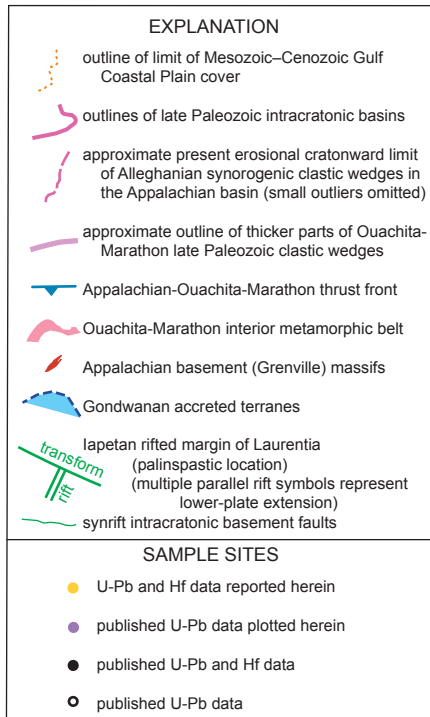 EXPLANATION
outline of limit of Mesozoic–Cenozoic Gulf
Coastal Plain cover
outlines of late Paleozoic intracratonic basins
approximate present erosional cratonward limit
of Alleghanian synorogenic clastic wedges in
the Appalachian basin (small outliers omitted)
approximate outline of thicker parts of Ouachita-
Marathon late Paleozoic clastic wedges
Appalachian-Ouachita-Marathon thrust front
Ouachita-Marathon interior metamorphic belt
Appalachian basement (Grenville) massifs
Gondwanan accreted terranes
transform
rift
Iapetan rifted margin of Laurentia
(palinspastic location)
(multiple parallel rift symbols represent
lower-plate extension)
synrift intracratonic basement faults
SAMPLE SITES
U-Pb and Hf data reported herein
published U-Pb data plotted herein
published U-Pb and Hf data
published U-Pb data